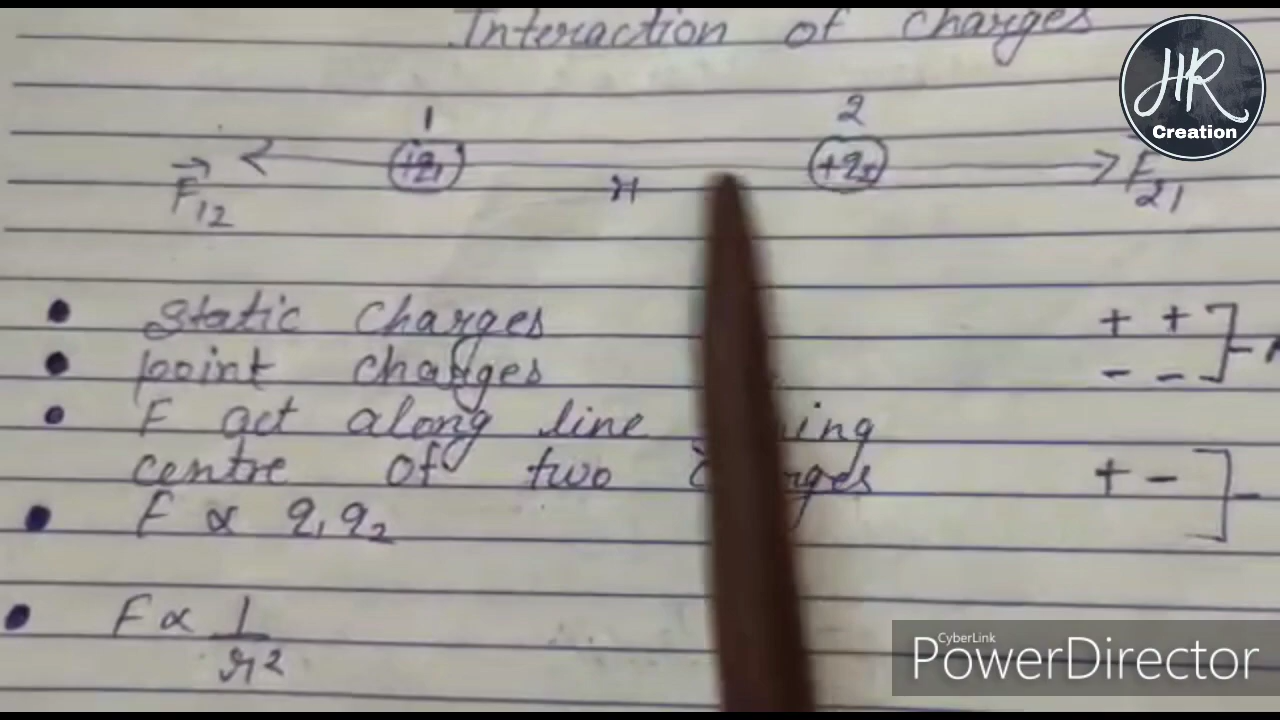 Interaction of charges
HR
Creation
1 2
+q1 +q2
F12 r F21
• Static charges + +
• point charges - -
• F act along line
centre of two + -
• F ∝ q1q2
• F ∝ 1/r2
CyberLink
PowerDirector